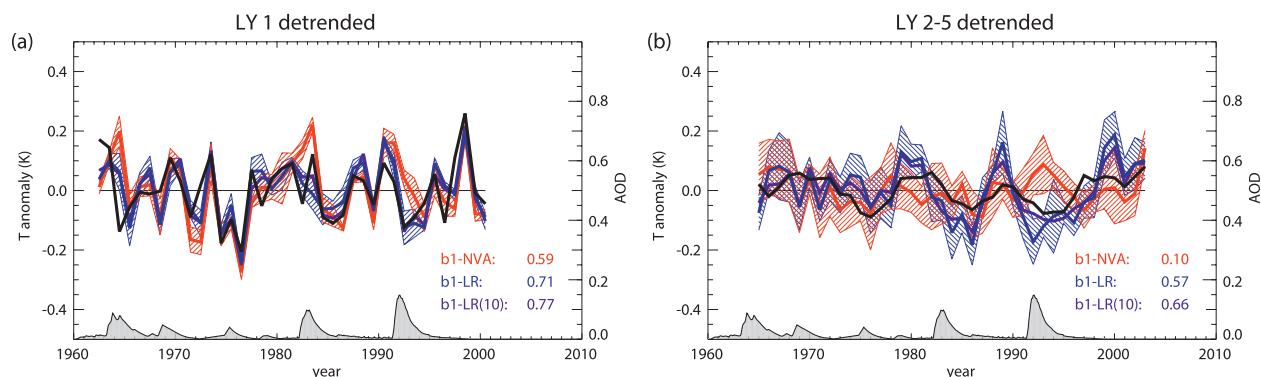 LY 1 detrended
(a)
0.4
0.2
0.0
-0.2
-0.4
T anomaly (K)
0.8
0.6
0.4
0.2
0.0
AOD
b1-NVA: 0.59
b1-LR: 0.71
b1-LR(10): 0.77
1960 1970 1980 1990 2000 2010
year
LY 2-5 detrended
(b)
0.4
0.2
0.0
-0.2
-0.4
T anomaly (K)
0.8
0.6
0.4
0.2
0.0
AOD
b1-NVA: 0.10
b1-LR: 0.57
b1-LR(10): 0.66
1960 1970 1980 1990 2000 2010
year